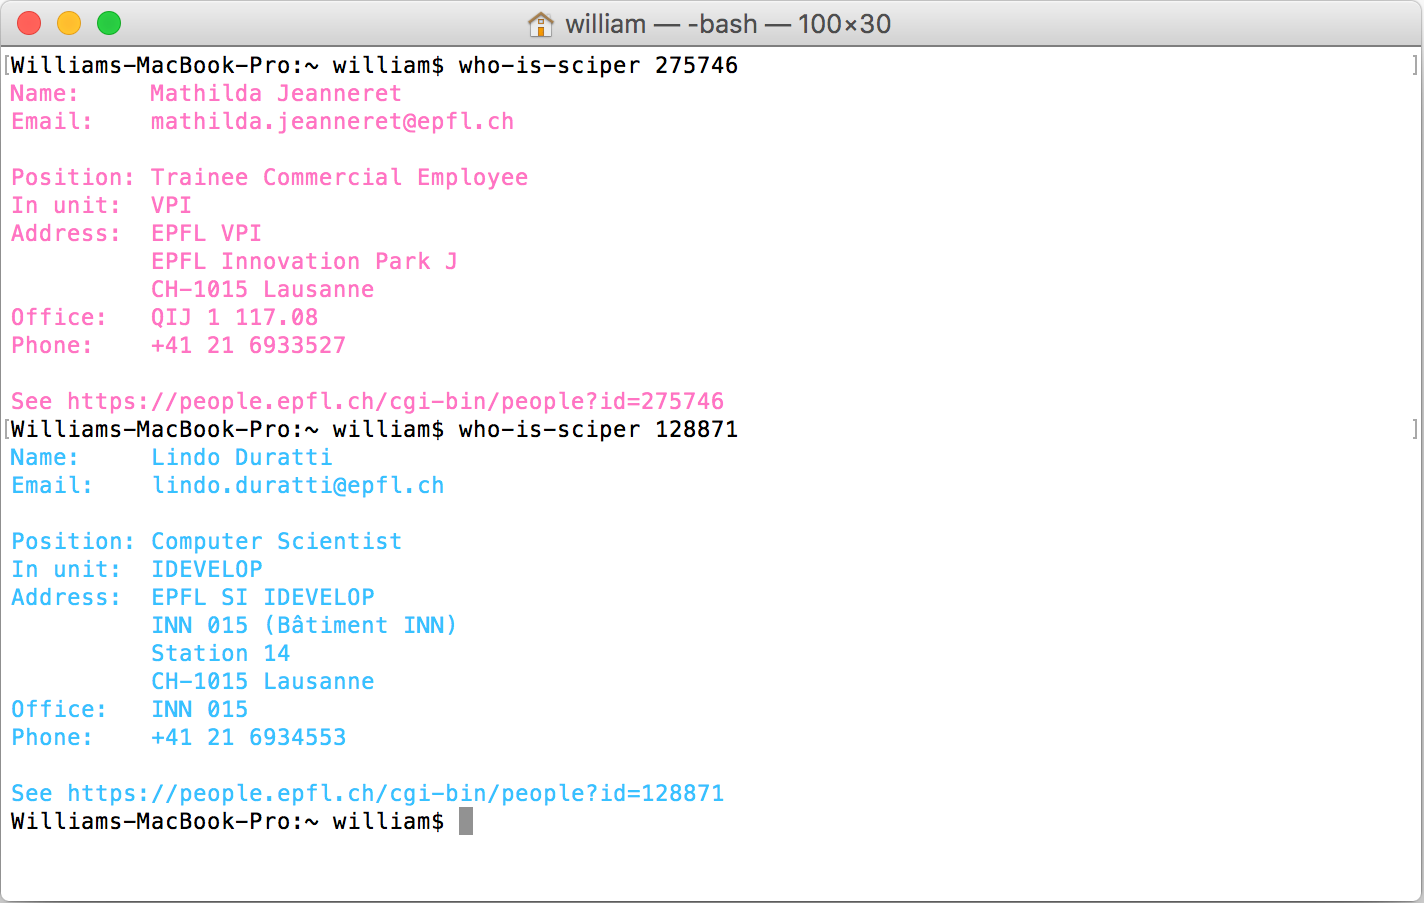 william — -bash — 100×30
Williams-MacBook-Pro:~ william$ who-is-sciper 275746
Name:     Mathilda Jeanneret
Email:    mathilda.jeanneret@epfl.ch
Position: Trainee Commercial Employee
In unit:  VPI
Address:  EPFL VPI
          EPFL Innovation Park J
          CH-1015 Lausanne
Office:   QIJ 1 117.08
Phone:    +41 21 6933527
See https://people.epfl.ch/cgi-bin/people?id=275746
Williams-MacBook-Pro:~ william$ who-is-sciper 128871
Name:     Lindo Duratti
Email:    lindo.duratti@epfl.ch
Position: Computer Scientist
In unit:  IDEVELOP
Address:  EPFL SI IDEVELOP
          INN 015 (Bâtiment INN)
          Station 14
          CH-1015 Lausanne
Office:   INN 015
Phone:    +41 21 6934553
See https://people.epfl.ch/cgi-bin/people?id=128871
Williams-MacBook-Pro:~ william$